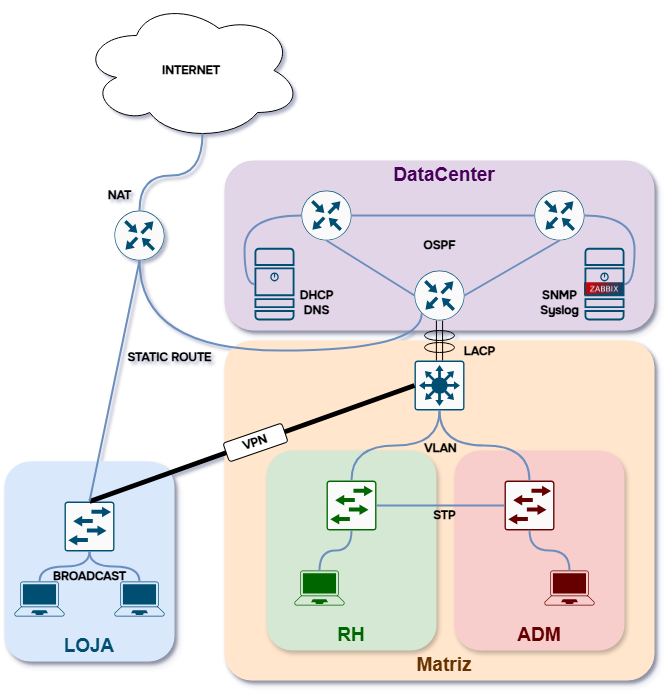 INTERNET
NAT
DataCenter
OSPF
DHCP
DNS
SNMP
Syslog
ZABBIX
STATIC ROUTE
LACP
VPN
VLAN
STP
BROADCAST
LOJA
RH
ADM
Matriz